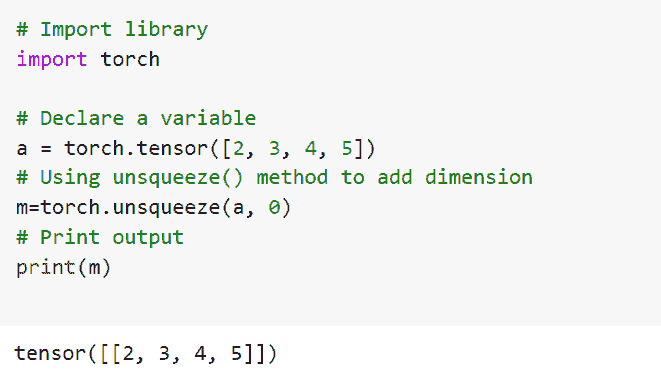 # Import library
import torch
# Declare a variable
a = torch.tensor([2, 3, 4, 5])
# Using unsqueeze() method to add dimension
m=torch.unsqueeze(a, 0)
# Print output
print(m)
tensor([[2, 3, 4, 5]])